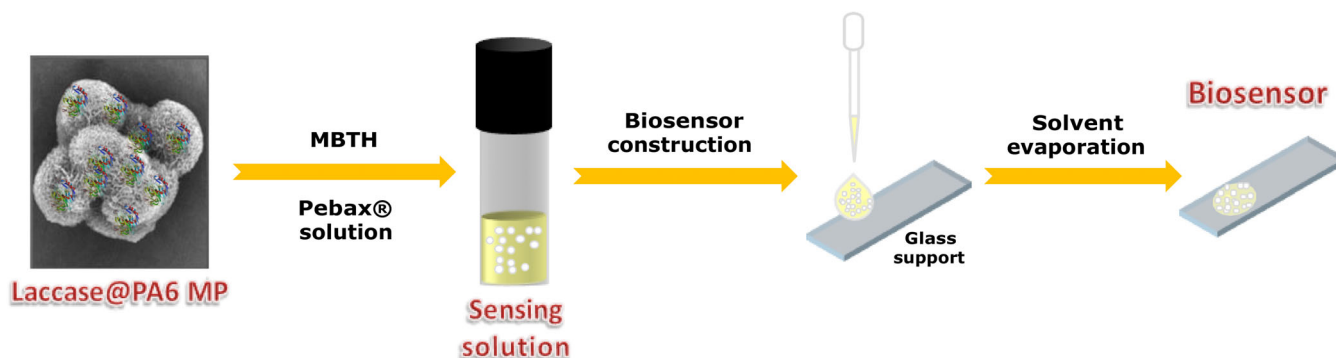 Laccase@PA6 MP
MBTH
Pebax®
solution
Sensing
solution
Biosensor
construction
Glass
support
Solvent
evaporation
Biosensor